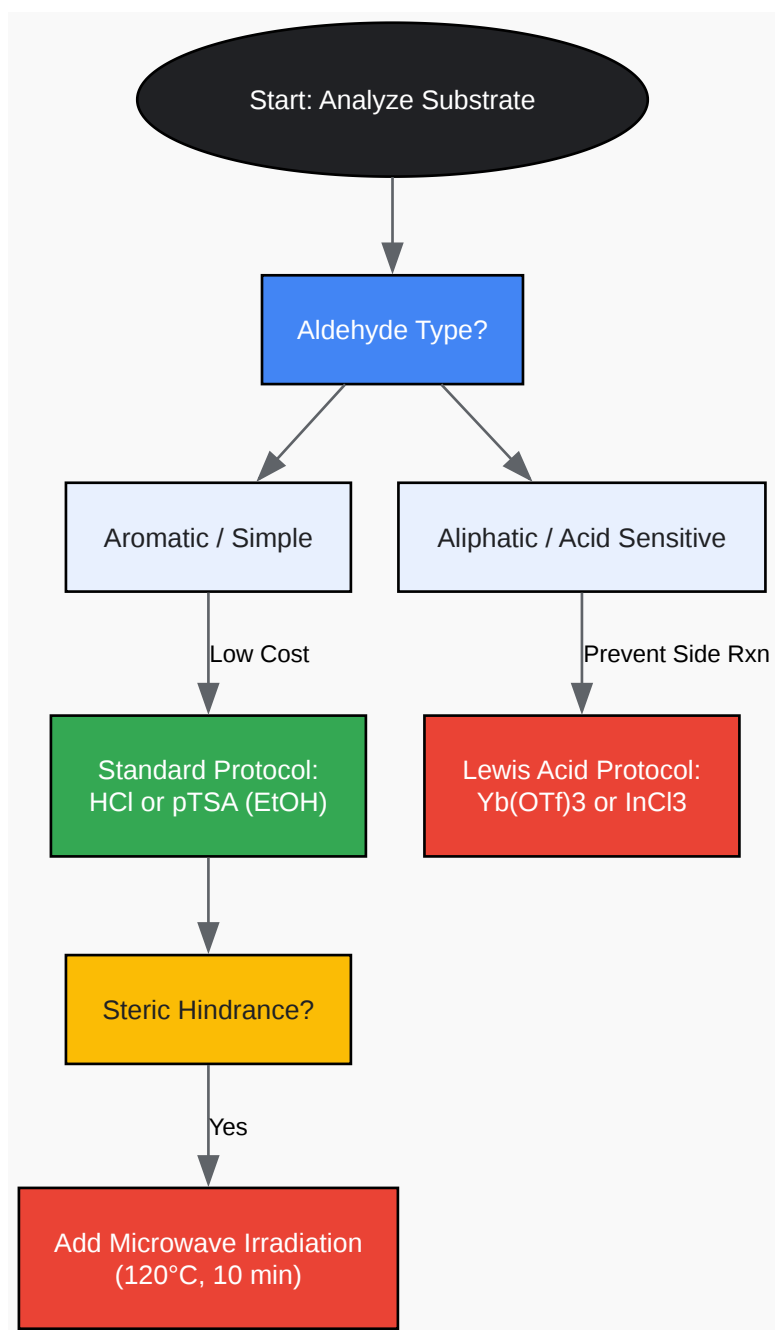 Start: Analyze Substrate
Aldehyde Type?
Aromatic / Simple
Aliphatic / Acid Sensitive
Low Cost
Prevent Side Rxn
Standard Protocol:
HCl or pTSA (EtOH)
Lewis Acid Protocol:
Yb(OTf)3 or InCl3
Steric Hindrance?
Yes
Add Microwave Irradiation
(120°C, 10 min)